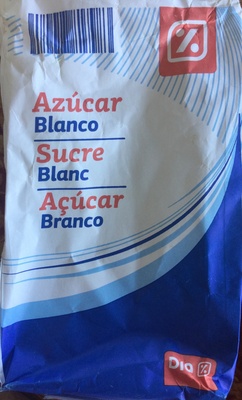 Azúcar
Blanco
Sucre
Blanc
Açúcar
Branco
Dia %